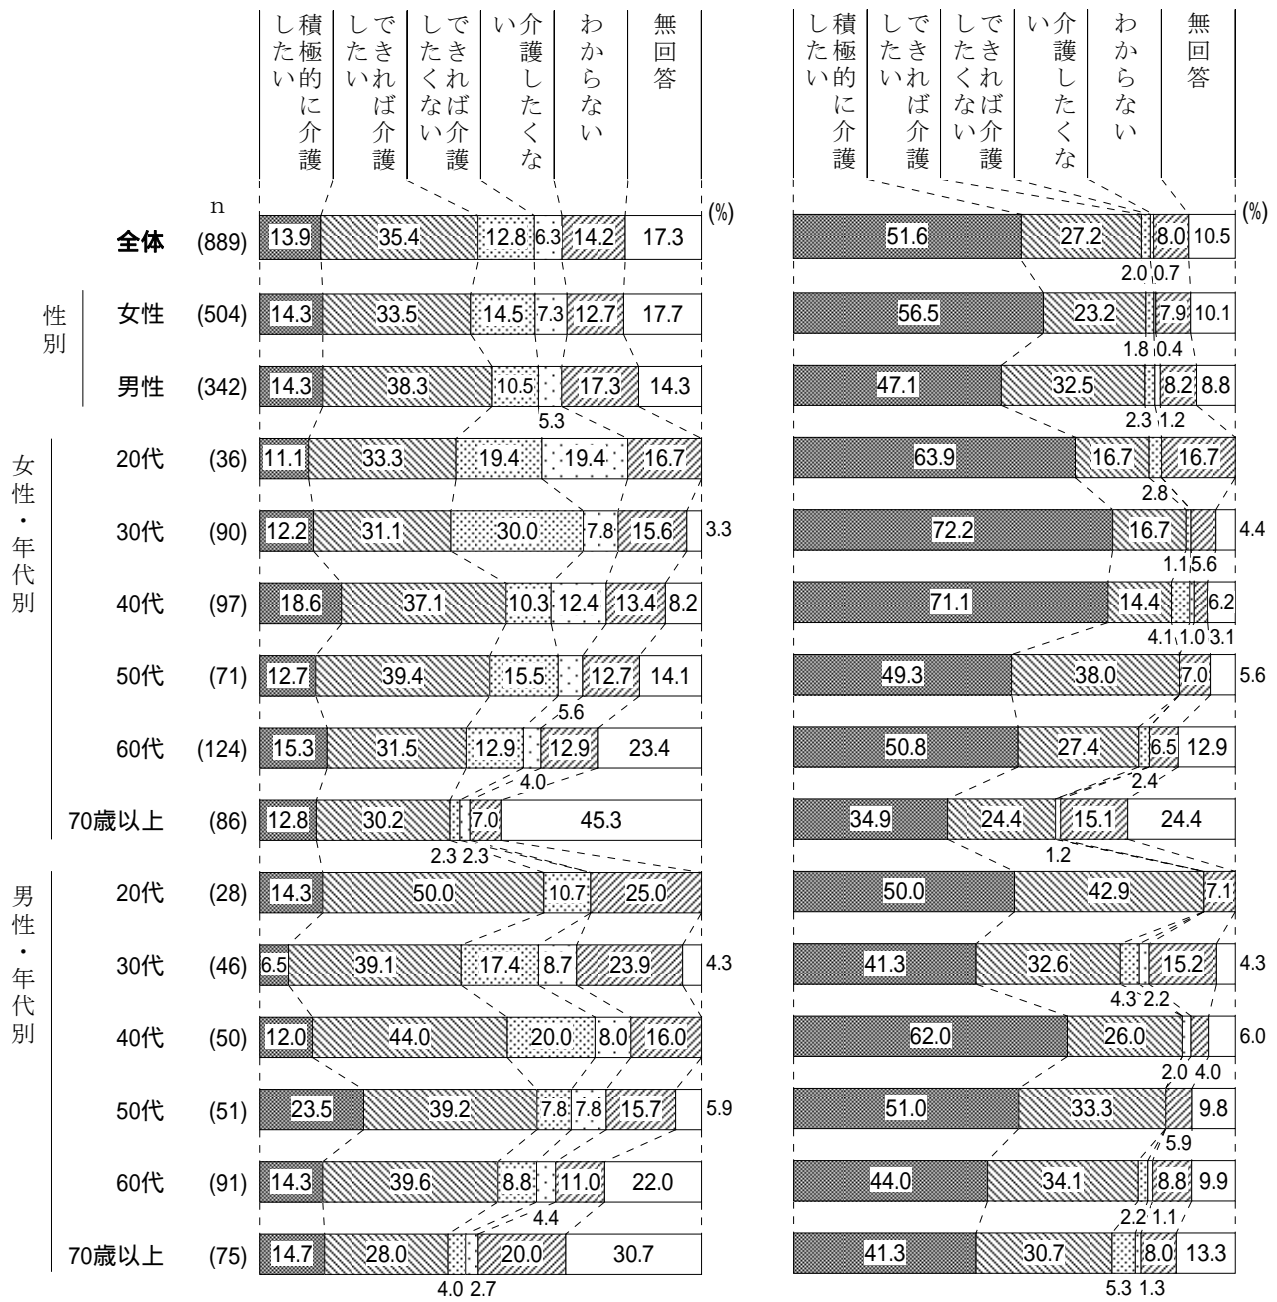 積極的に介護
したい
できれば介護
したい
できれば介護
したくない
介護したくな
い
わからない
無回答
積極的に介護
したい
できれば介護
したい
できれば介護
したくない
介護したくな
い
わからない
無回答
n
(%)
(%)
全体 (889) 13.9 35.4 12.8 6.3 14.2 17.3
51.6 27.2 8.0 10.5
2.0 0.7
性別
女性 (504) 14.3 33.5 14.5 7.3 12.7 17.7
56.5 23.2 7.9 10.1
1.8 0.4
男性 (342) 14.3 38.3 10.5 17.3 14.3
5.3
47.1 32.5 8.2 8.8
2.3 1.2
女性・年代別
20代 (36) 11.1 33.3 19.4 19.4 16.7
63.9 16.7 16.7
2.8
30代 (90) 12.2 31.1 30.0 7.8 15.6 3.3
72.2 16.7 4.4
1.1 5.6
40代 (97) 18.6 37.1 10.3 12.4 13.4 8.2
71.1 14.4 6.2
4.1 1.0 3.1
50代 (71) 12.7 39.4 15.5 12.7 14.1
5.6
49.3 38.0 7.0 5.6
60代 (124) 15.3 31.5 12.9 12.9 23.4
4.0
50.8 27.4 6.5 12.9
2.4
70歳以上 (86) 12.8 30.2 7.0 45.3
2.3 2.3
34.9 24.4 15.1 24.4
1.2
男性・年代別
20代 (28) 14.3 50.0 10.7 25.0
50.0 42.9 7.1
30代 (46) 6.5 39.1 17.4 8.7 23.9 4.3
41.3 32.6 15.2 4.3
4.3 2.2
40代 (50) 12.0 44.0 20.0 8.0 16.0
62.0 26.0 6.0
2.0 4.0
50代 (51) 23.5 39.2 7.8 7.8 15.7 5.9
51.0 33.3 9.8
5.9
60代 (91) 14.3 39.6 8.8 11.0 22.0
4.4
44.0 34.1 8.8 9.9
2.2 1.1
70歳以上 (75) 14.7 28.0 20.0 30.7
4.0 2.7
41.3 30.7 8.0 13.3
5.3 1.3